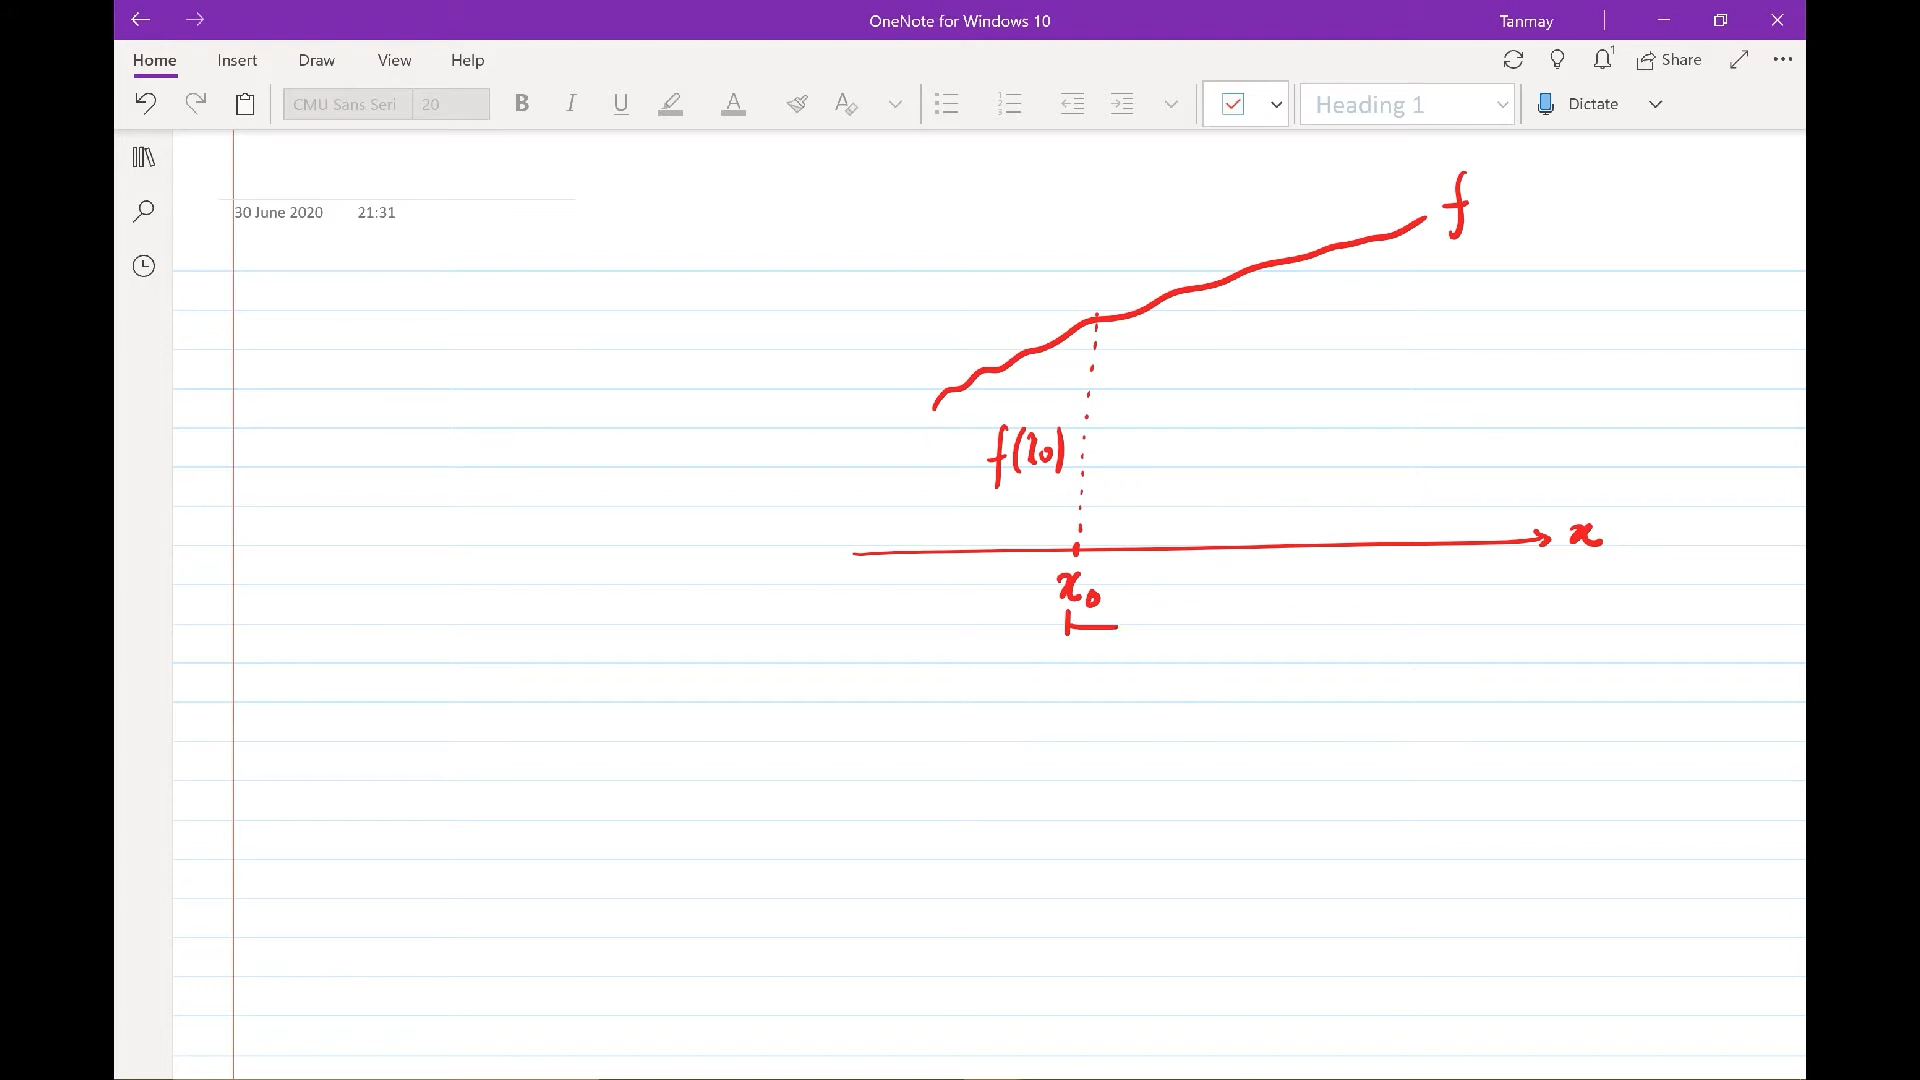 OneNote for Windows 10
Tanmay
Home Insert Draw View Help
1
Share
CMU Sans Seri 20
B I U A A
Heading 1
Dictate
30 June 2020 21:31
f
f(x0)
x
x0